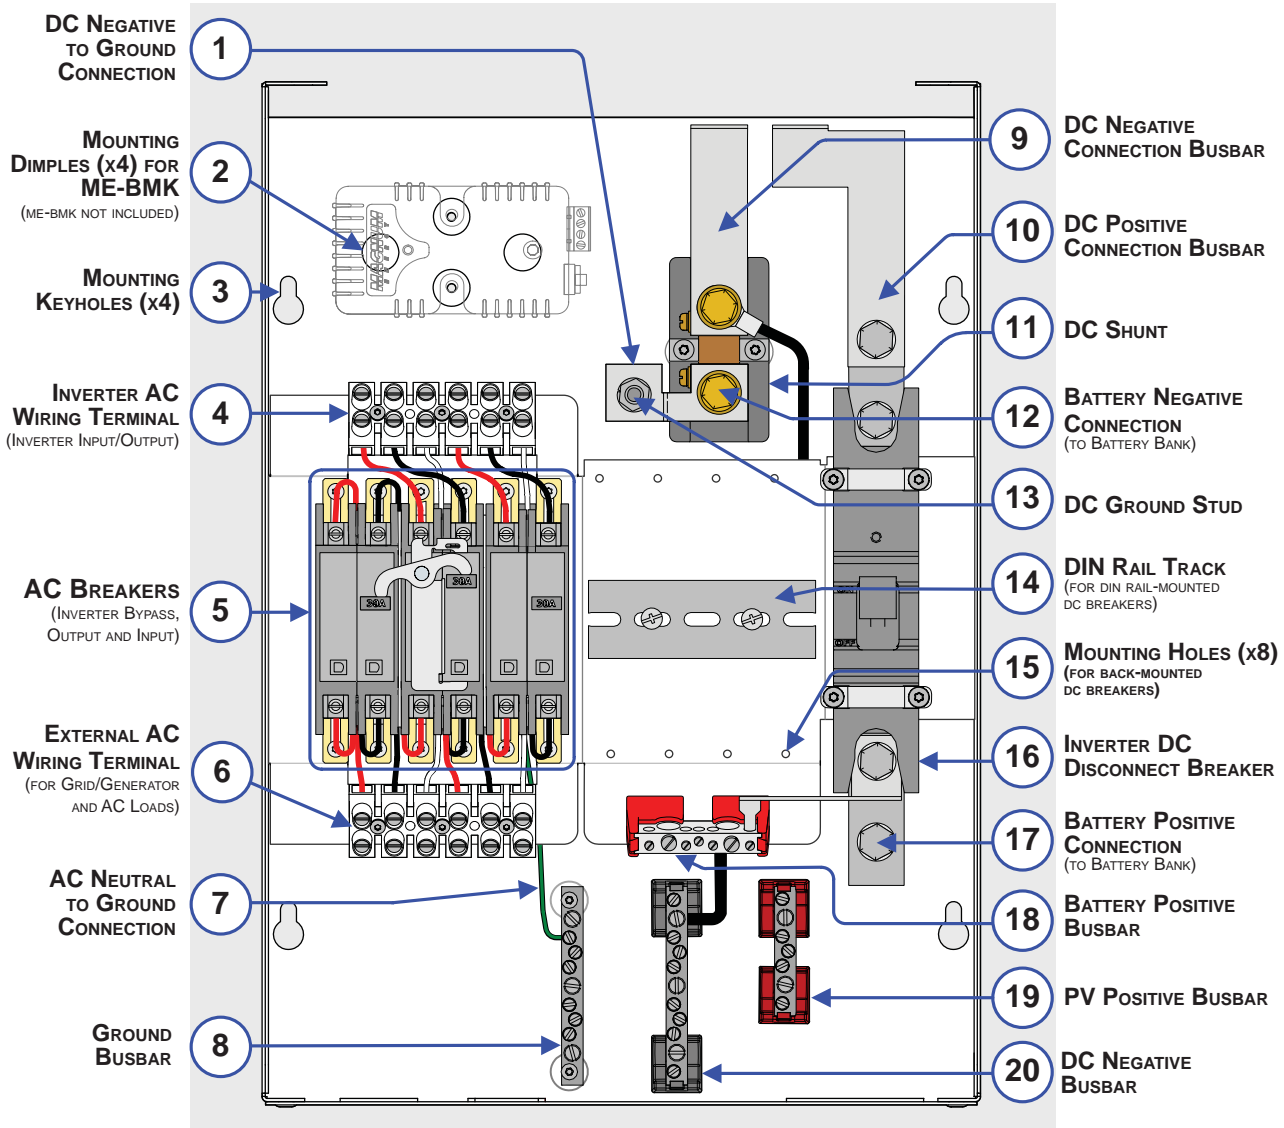 DC Negative
to Ground
Connection
1
Mounting
Dimples (x4) for
ME-BMK
(me-bmk not included)
2
Mounting
Keyholes (x4)
3
Inverter AC
Wiring Terminal
(Inverter Input/Output)
4
AC Breakers
(Inverter Bypass,
Output and Input)
5
External AC
Wiring Terminal
(for Grid/Generator
and AC Loads)
6
AC Neutral
to Ground
Connection
7
Ground
Busbar
8
30A
30A
30A
ON
OFF
9
DC Negative
Connection Busbar
10
DC Positive
Connection Busbar
11
DC Shunt
12
Battery Negative
Connection
(to Battery Bank)
13
DC Ground Stud
14
DIN Rail Track
(for din rail-mounted
dc breakers)
15
Mounting Holes (x8)
(for back-mounted
dc breakers)
16
Inverter DC
Disconnect Breaker
17
Battery Positive
Connection
(to Battery Bank)
18
Battery Positive
Busbar
19
PV Positive Busbar
20
DC Negative
Busbar